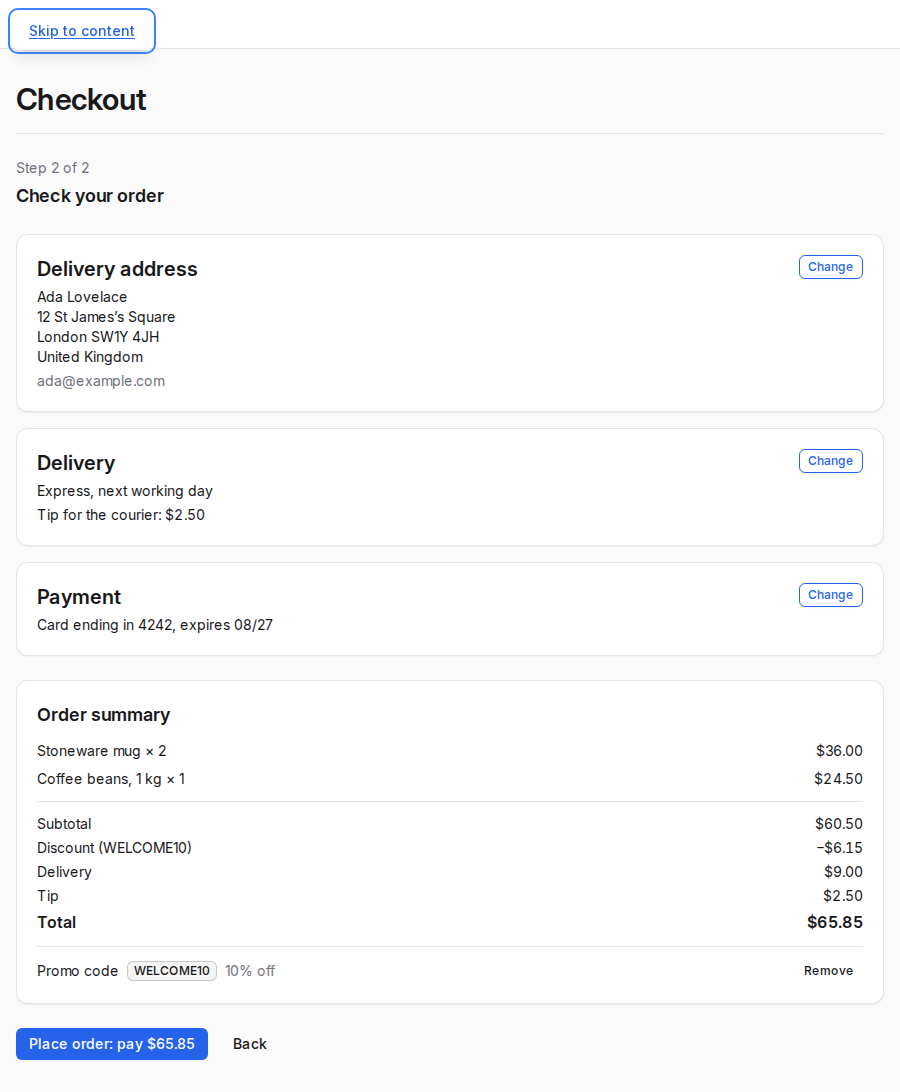 Skip to content
Checkout
Step 2 of 2
Check your order
Delivery address
Change
Ada Lovelace
12 St James’s Square
London SW1Y 4JH
United Kingdom
ada@example.com
Delivery
Change
Express, next working day
Tip for the courier: $2.50
Payment
Change
Card ending in 4242, expires 08/27
Order summary
Stoneware mug × 2 $36.00
Coffee beans, 1 kg × 1 $24.50
Subtotal $60.50
Discount (WELCOME10) −$6.15
Delivery $9.00
Tip $2.50
Total $65.85
Promo code WELCOME10 10% off Remove
Place order: pay $65.85 Back